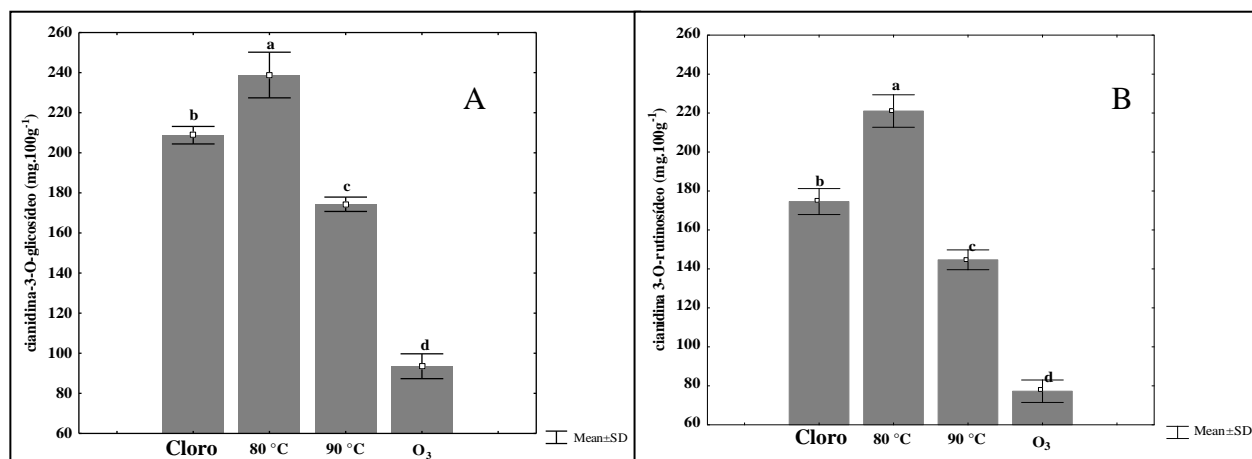 cianidina-3-O-glicosídeo (mg.100g⁻¹)
260
240
220
200
180
160
140
120
100
80
60
b
a
c
d
A
Cloro 80 °C 90 °C O₃
Mean±SD
cianidina 3-O-rutinosídeo (mg.100g⁻¹)
260
240
220
200
180
160
140
120
100
80
60
b
a
c
d
B
Cloro 80 °C 90 °C O₃
Mean±SD